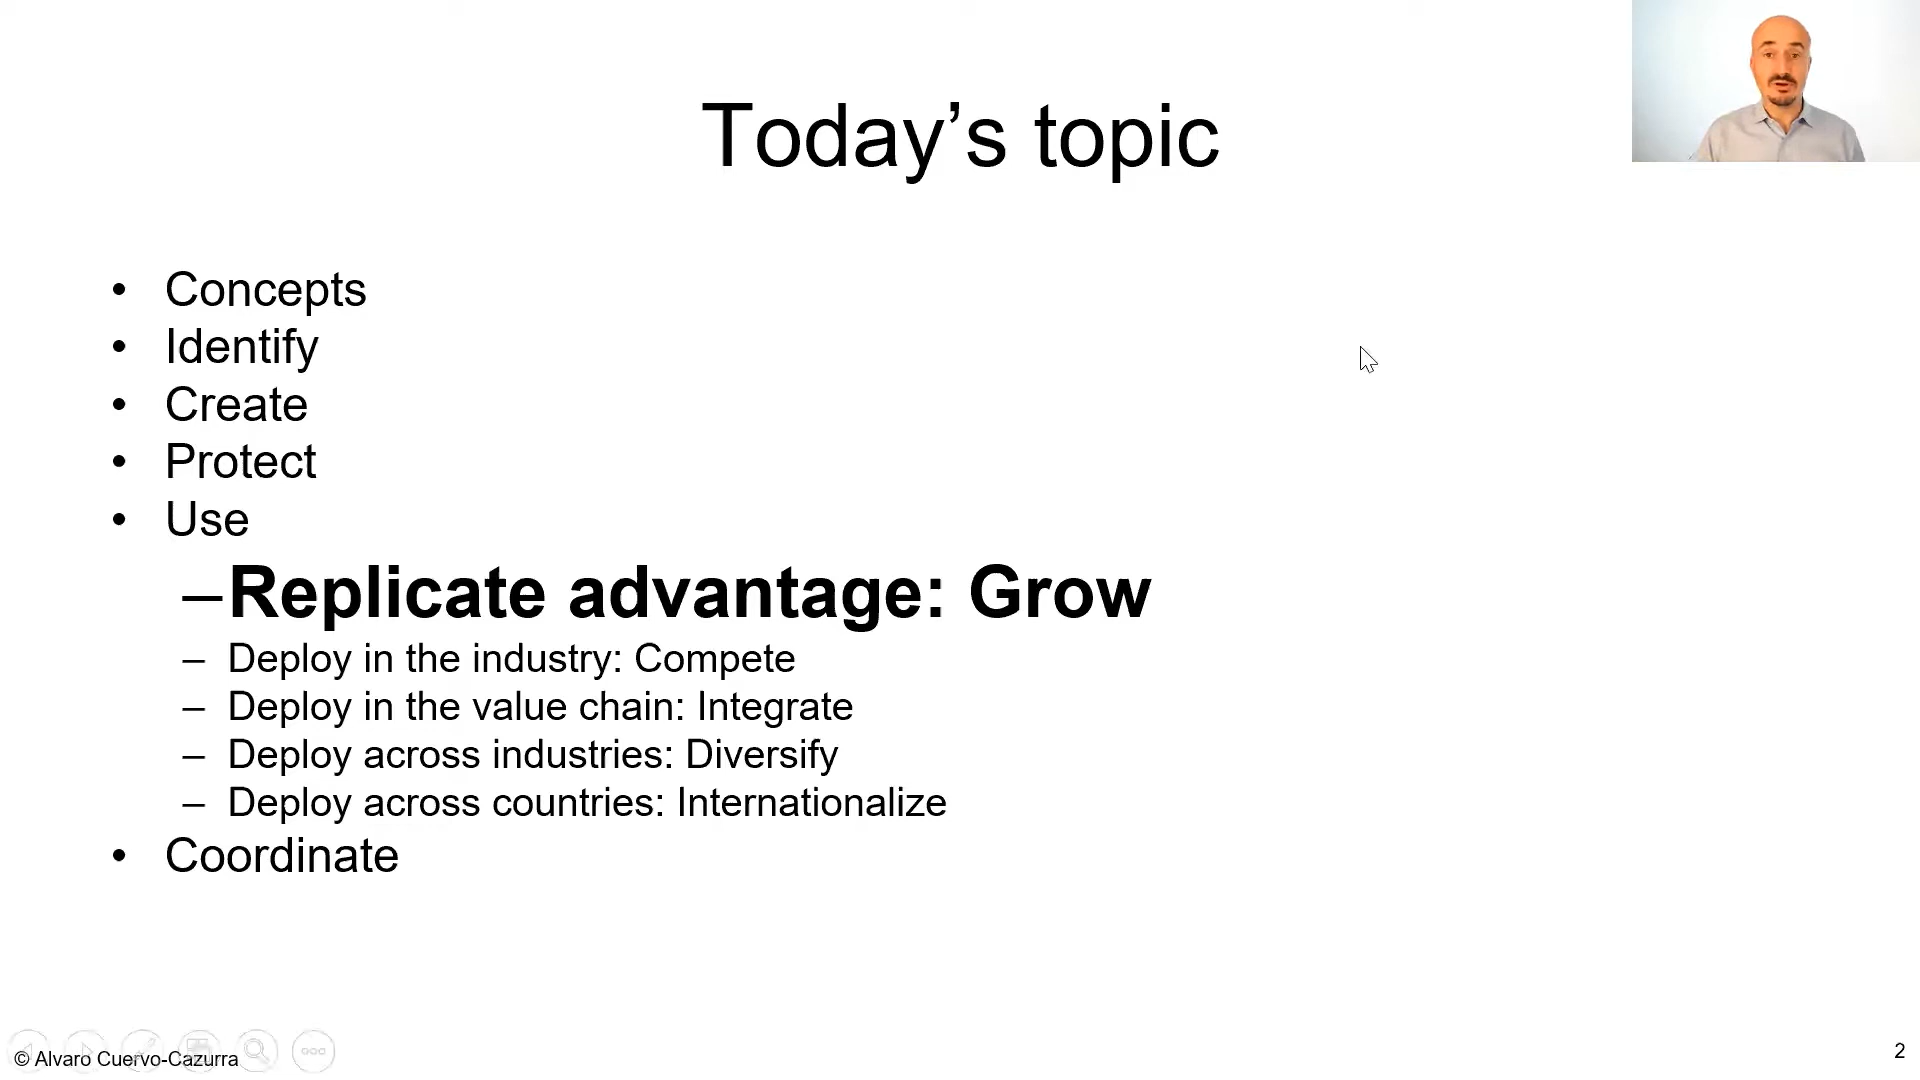 Today’s topic
• Concepts
• Identify
• Create
• Protect
• Use
–Replicate advantage: Grow
– Deploy in the industry: Compete
– Deploy in the value chain: Integrate
– Deploy across industries: Diversify
– Deploy across countries: Internationalize
• Coordinate
© Alvaro Cuervo-Cazurra
2